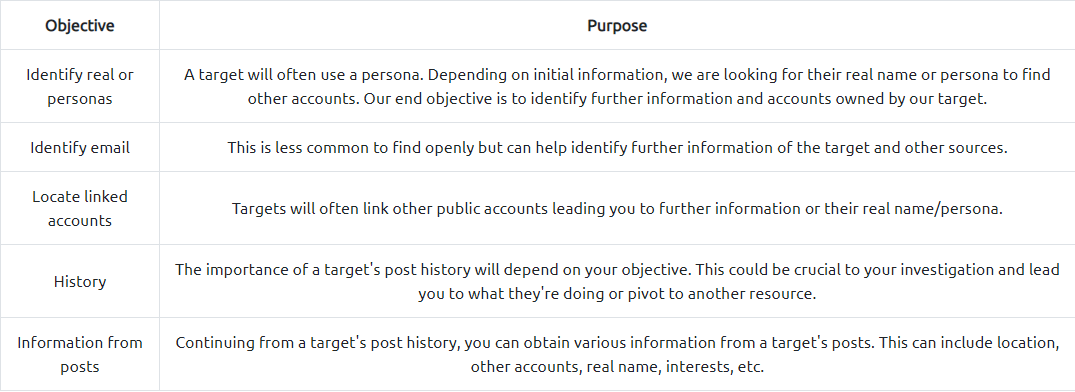 Objective
Purpose
Identify real or
personas
A target will often use a persona. Depending on initial information, we are looking for their real name or persona to find
other accounts. Our end objective is to identify further information and accounts owned by our target.
Identify email
This is less common to find openly but can help identify further information of the target and other sources.
Locate linked
accounts
Targets will often link other public accounts leading you to further information or their real name/persona.
History
The importance of a target's post history will depend on your objective. This could be crucial to your investigation and lead
you to what they're doing or pivot to another resource.
Information from
posts
Continuing from a target's post history, you can obtain various information from a target's posts. This can include location,
other accounts, real name, interests, etc.